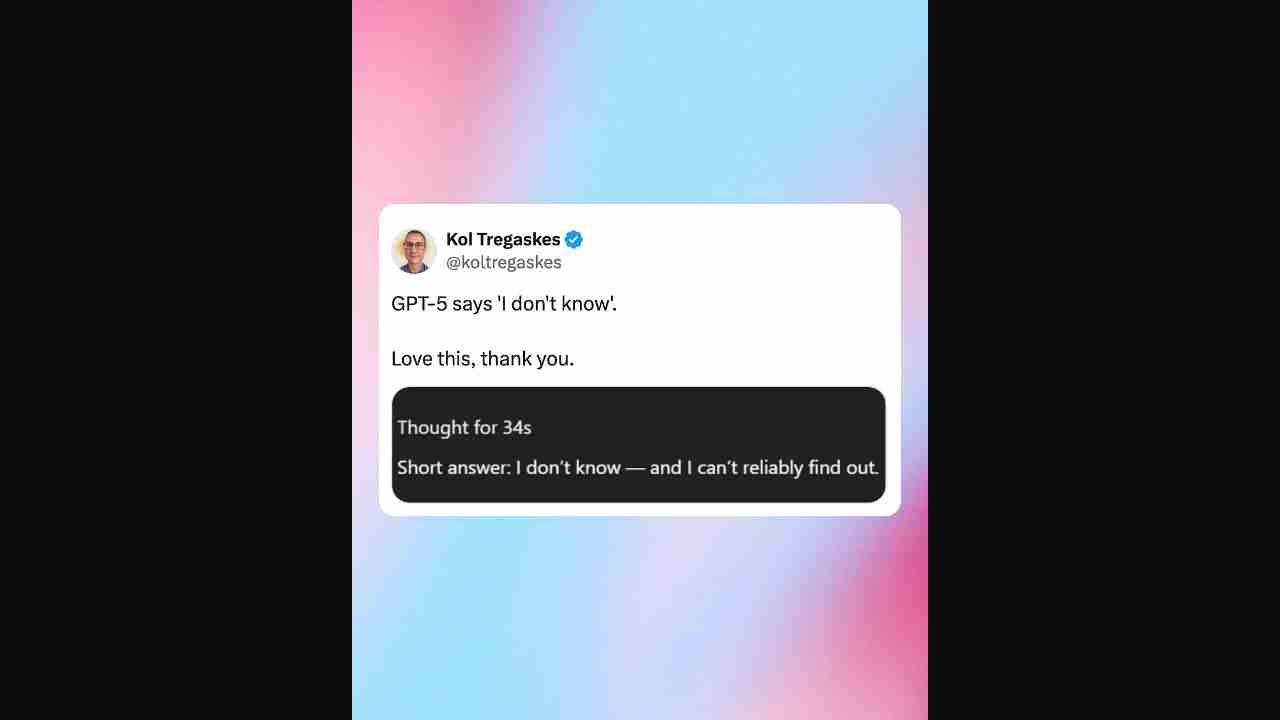 Kol Tregaskes
@koltregaskes
GPT-5 says 'I don't know'.
Love this, thank you.
Thought for 34s
Short answer: I don't know — and I can't reliably find out.